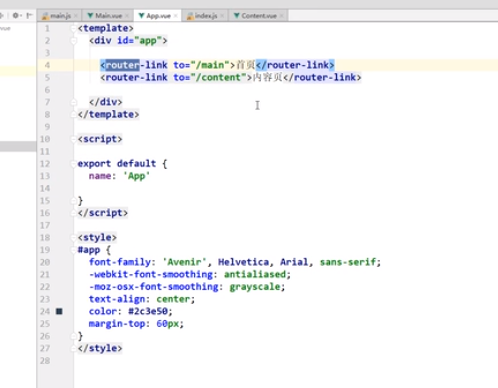 main.js × Main.vue × App.vue × index.js × Content.vue ×
vue
1 <template>
2 <div id="app">
3
4 <router-link to="/main">首页</router-link>
5 <router-link to="/content">内容页</router-link>
6
7 </div>
8 </template>
9
10 <script>
11
12 export default {
13 name: 'App'
14
15 }
16 </script>
17
18 <style>
19 #app {
20 font-family: 'Avenir', Helvetica, Arial, sans-serif;
21 -webkit-font-smoothing: antialiased;
22 -moz-osx-font-smoothing: grayscale;
23 text-align: center;
24 color: #2c3e50;
25 margin-top: 60px;
26 }
27 </style>
28